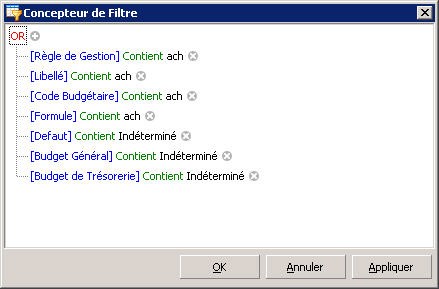 Concepteur de Filtre
OR
[Règle de Gestion] Contient ach
[Libellé] Contient ach
[Code Budgétaire] Contient ach
[Formule] Contient ach
[Defaut] Contient Indéterminé
[Budget Général] Contient Indéterminé
[Budget de Trésorerie] Contient Indéterminé
OK Annuler Appliquer